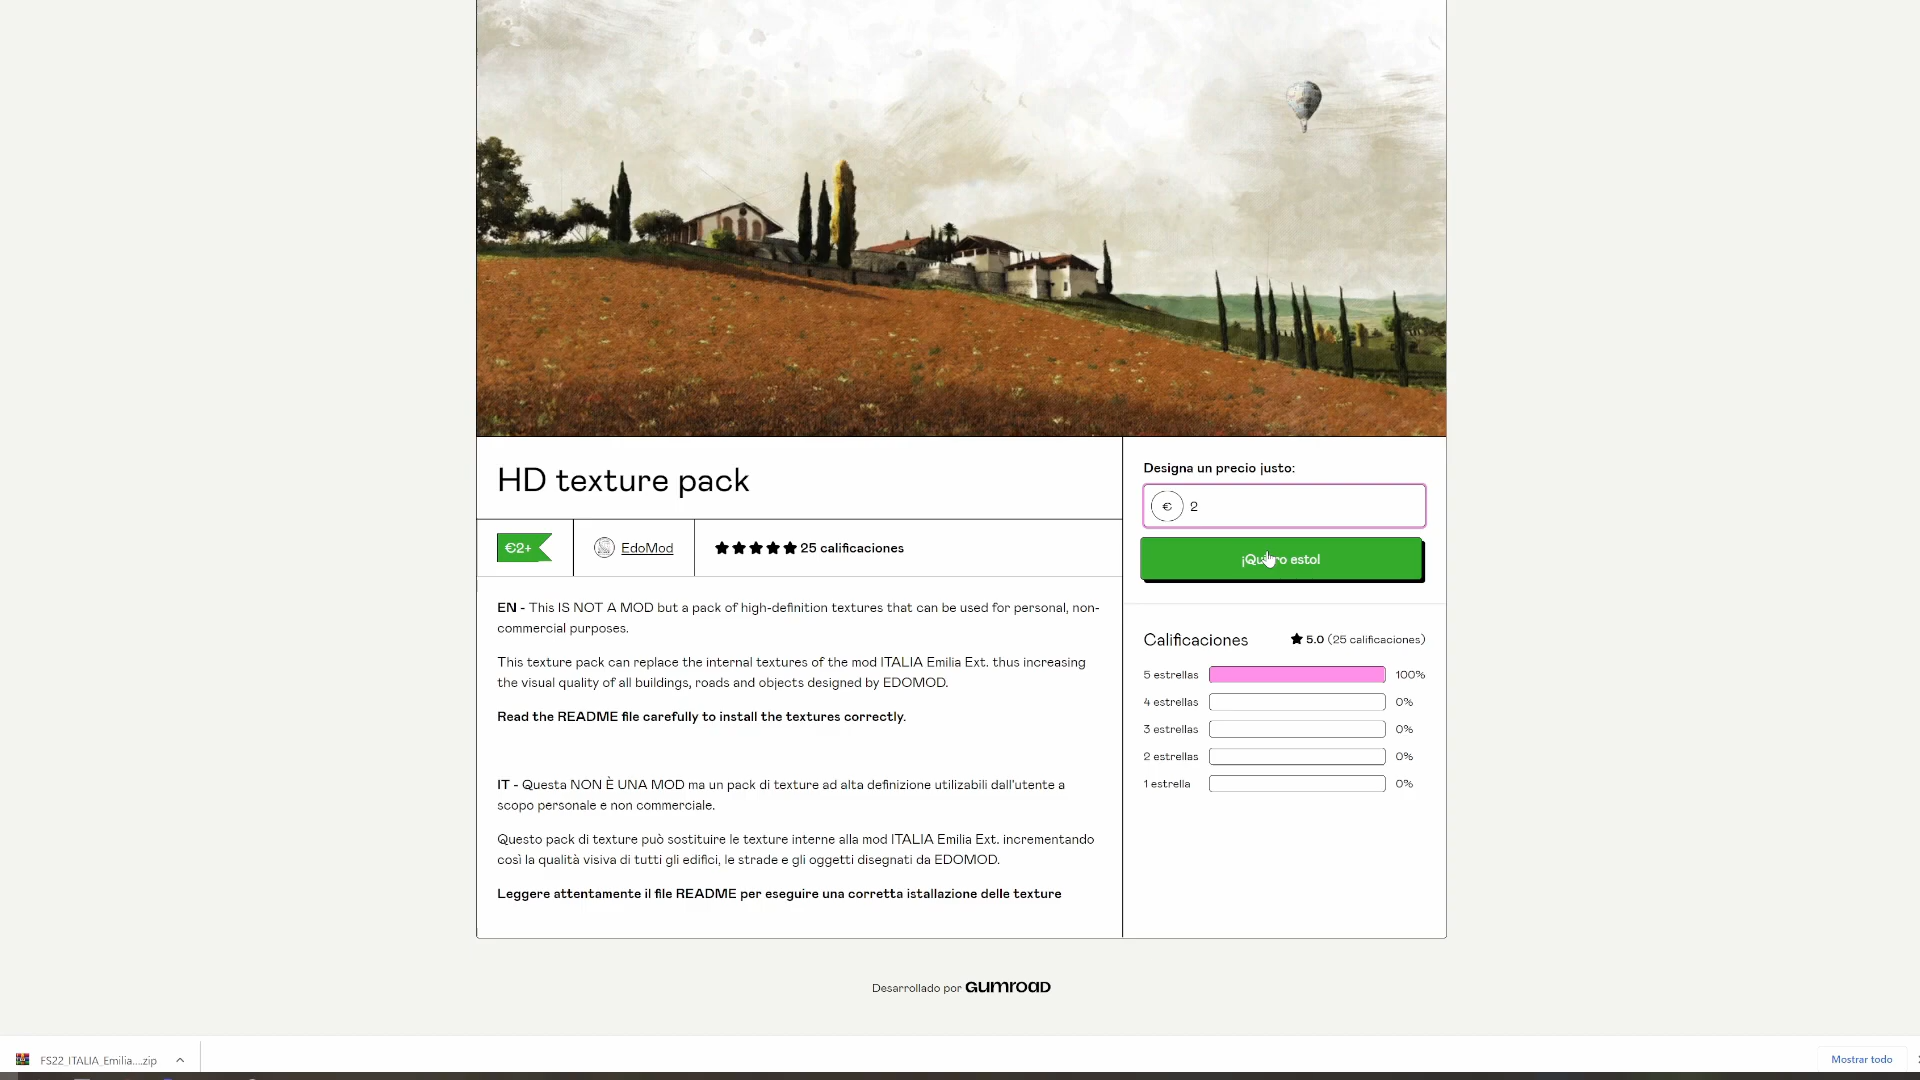 HD texture pack
€2+
EdoMod
25 calificaciones
EN - This IS NOT A MOD but a pack of high-definition textures that can be used for personal, non-
commercial purposes.
This texture pack can replace the internal textures of the mod ITALIA Emilia Ext. thus increasing
the visual quality of all buildings, roads and objects designed by EDOMOD.
Read the README file carefully to install the textures correctly.
IT - Questa NON È UNA MOD ma un pack di texture ad alta definizione utilizabili dall'utente a
scopo personale e non commerciale.
Questo pack di texture può sostituire le texture interne alla mod ITALIA Emilia Ext. incrementando
così la qualità visiva di tutti gli edifici, le strade e gli oggetti disegnati da EDOMOD.
Leggere attentamente il file README per eseguire una corretta istallazione delle texture
Designa un precio justo:
€ 2
¡Quiero esto!
Calificaciones
5.0 (25 calificaciones)
5 estrellas 100%
4 estrellas 0%
3 estrellas 0%
2 estrellas 0%
1 estrella 0%
Desarrollado por GUMROAD
FS22_ITALIA_Emilia....zip
Mostrar todo